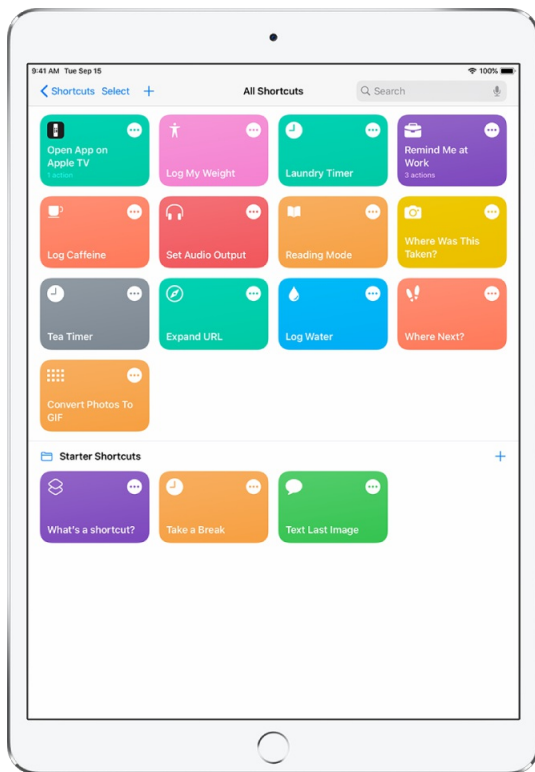 9:41 AM Tue Sep 15
100%
Shortcuts Select +
All Shortcuts
Search
Open App on
Apple TV
1 action
Log My Weight
Laundry Timer
Remind Me at
Work
3 actions
Log Caffeine
Set Audio Output
Reading Mode
Where Was This
Taken?
Tea Timer
Expand URL
Log Water
Where Next?
Convert Photos To
GIF
Starter Shortcuts
+
What's a shortcut?
Take a Break
Text Last Image